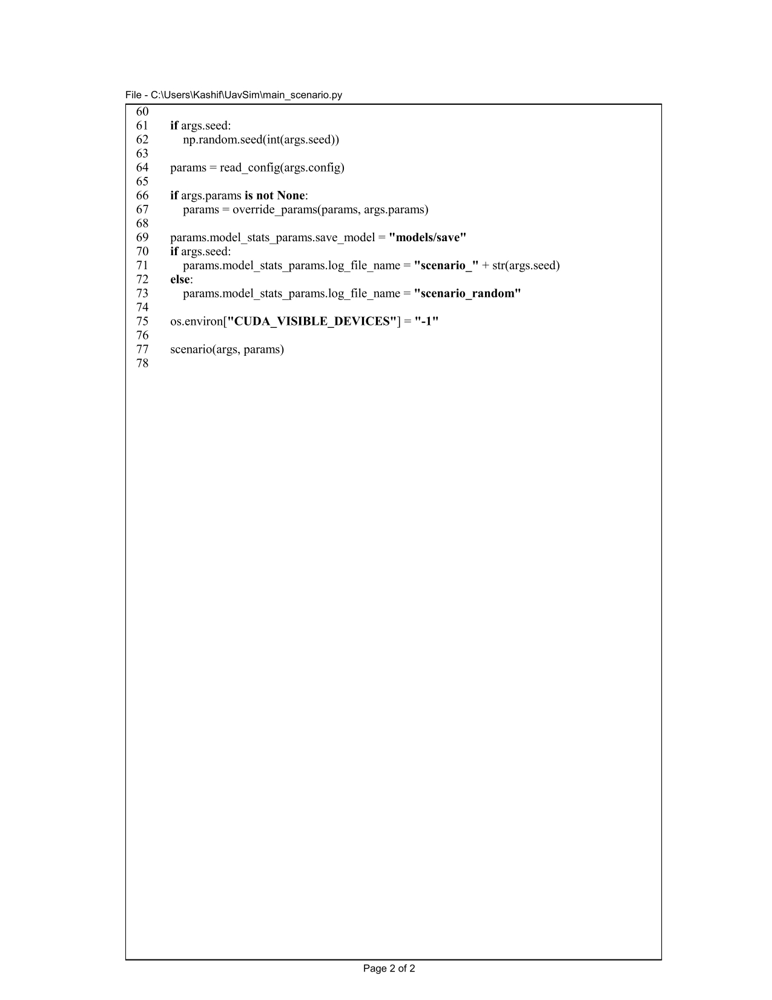 File - C:\Users\Kashif\UavSim\main_scenario.py
60
61 if args.seed:
62 np.random.seed(int(args.seed))
63
64 params = read_config(args.config)
65
66 if args.params is not None:
67 params = override_params(params, args.params)
68
69 params.model_stats_params.save_model = "models/save"
70 if args.seed:
71 params.model_stats_params.log_file_name = "scenario_" + str(args.seed)
72 else:
73 params.model_stats_params.log_file_name = "scenario_random"
74
75 os.environ["CUDA_VISIBLE_DEVICES"] = "-1"
76
77 scenario(args, params)
78
Page 2 of 2